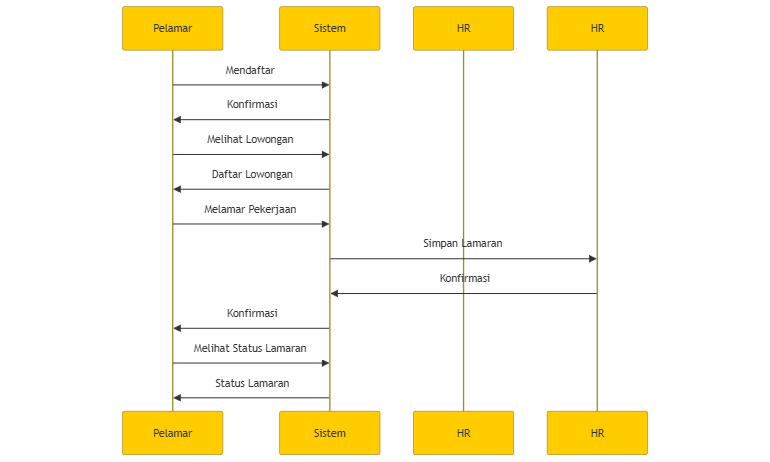 Pelamar
Sistem
HR
HR
Mendaftar
Konfirmasi
Melihat Lowongan
Daftar Lowongan
Melamar Pekerjaan
Simpan Lamaran
Konfirmasi
Konfirmasi
Melihat Status Lamaran
Status Lamaran
Pelamar
Sistem
HR
HR